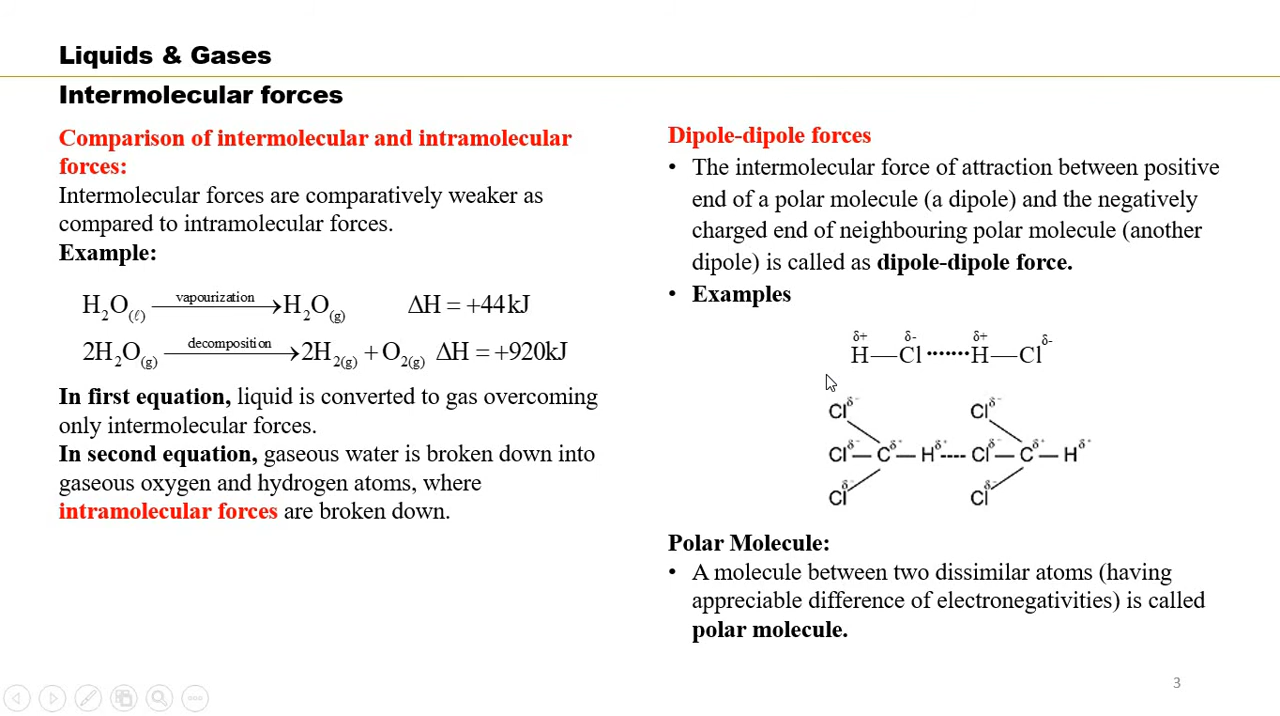 Liquids & Gases
Intermolecular forces
Comparison of intermolecular and intramolecular
forces:
Intermolecular forces are comparatively weaker as
compared to intramolecular forces.
Example:
H₂O₍ℓ₎ —vapourization→ H₂O₍g₎ ΔH = +44kJ
2H₂O₍g₎ —decomposition→ 2H₂₍g₎ + O₂₍g₎ ΔH = +920kJ
In first equation, liquid is converted to gas overcoming
only intermolecular forces.
In second equation, gaseous water is broken down into
gaseous oxygen and hydrogen atoms, where
intramolecular forces are broken down.
Dipole-dipole forces
• The intermolecular force of attraction between positive
end of a polar molecule (a dipole) and the negatively
charged end of neighbouring polar molecule (another
dipole) is called as dipole-dipole force.
• Examples
δ+ δ- δ+ δ-
H—Cl·······H—Cl
Cl δ- Cl δ-
Cl δ- — C δ+ — H δ+ ---- Cl δ- — C δ+ — H δ+
Cl δ- Cl δ-
Polar Molecule:
• A molecule between two dissimilar atoms (having
appreciable difference of electronegativities) is called
polar molecule.
3